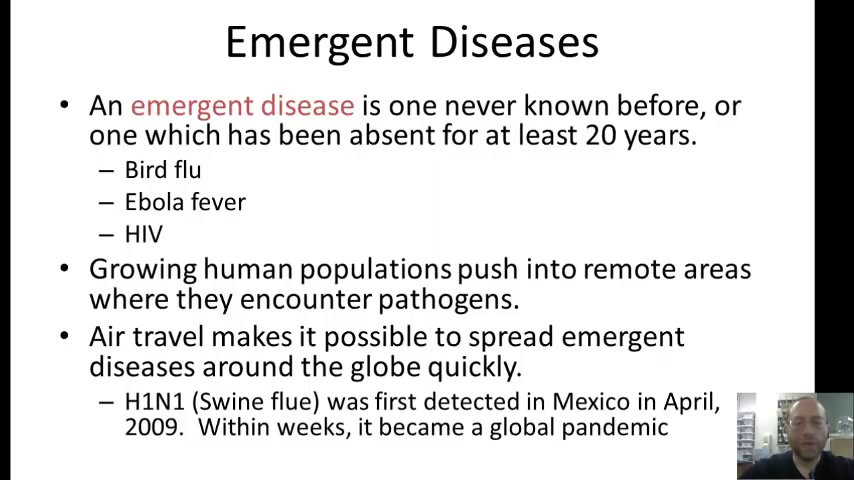 Emergent Diseases
• An emergent disease is one never known before, or
one which has been absent for at least 20 years.
– Bird flu
– Ebola fever
– HIV
• Growing human populations push into remote areas
where they encounter pathogens.
• Air travel makes it possible to spread emergent
diseases around the globe quickly.
– H1N1 (Swine flue) was first detected in Mexico in April,
2009.  Within weeks, it became a global pandemic